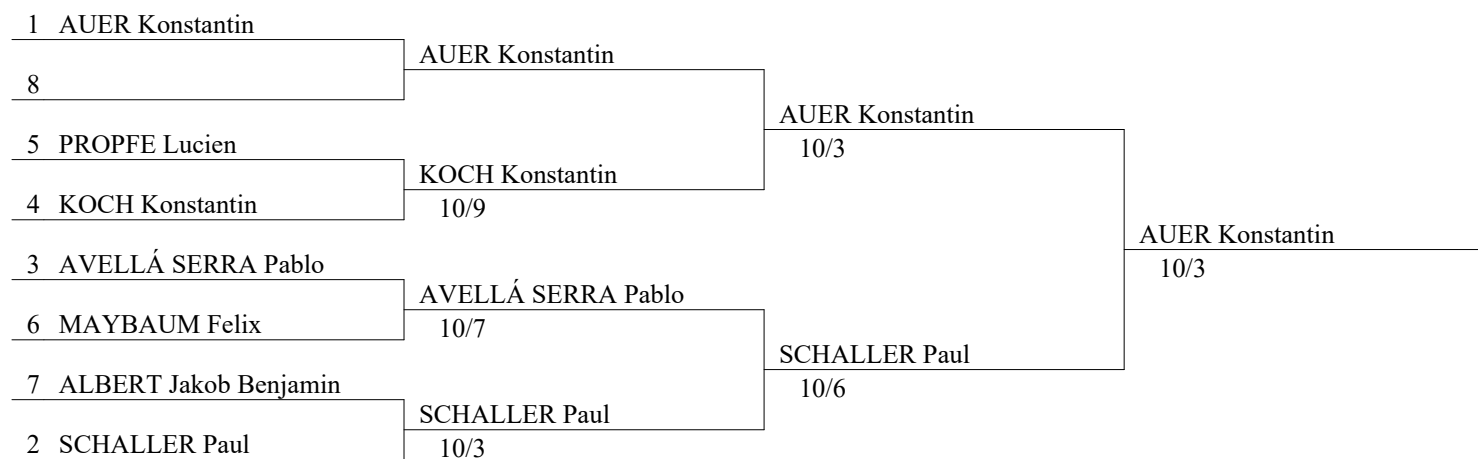 1 AUER Konstantin
8
5 PROPFE Lucien
4 KOCH Konstantin
3 AVELLÁ SERRA Pablo
6 MAYBAUM Felix
7 ALBERT Jakob Benjamin
2 SCHALLER Paul
AUER Konstantin
KOCH Konstantin
10/9
AVELLÁ SERRA Pablo
10/7
SCHALLER Paul
10/3
AUER Konstantin
10/3
SCHALLER Paul
10/6
AUER Konstantin
10/3